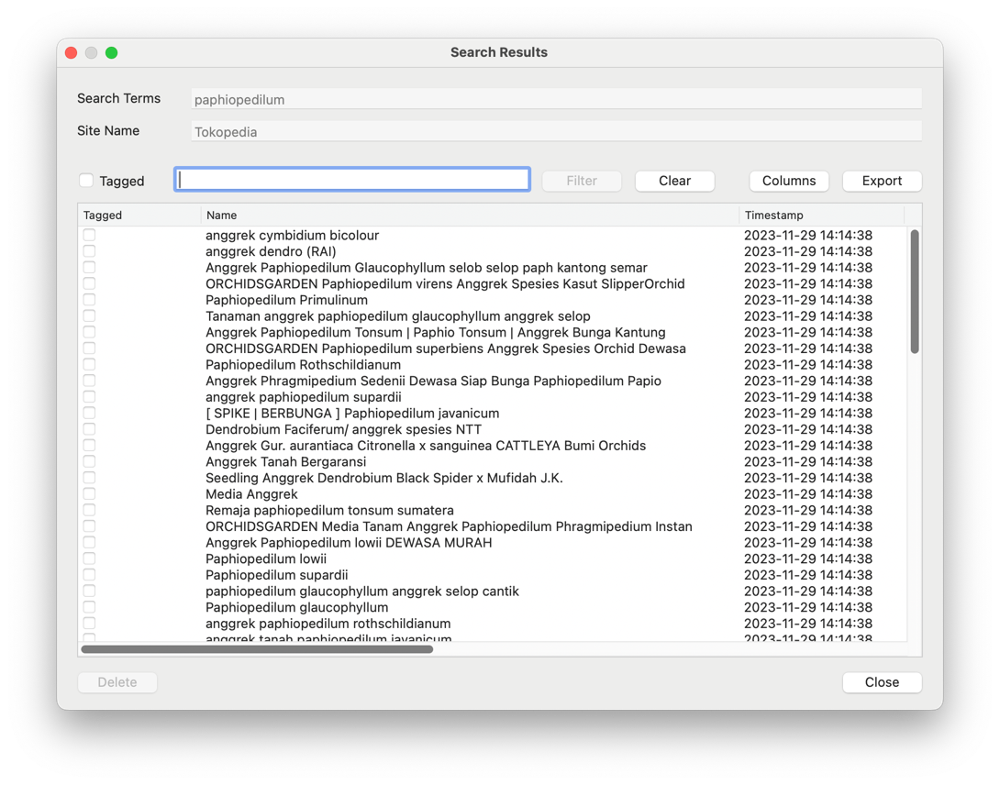 Search Results
Search Terms paphiopedilum
Site Name Tokopedia
Tagged Filter Clear Columns Export
Tagged Name Timestamp
anggrek cymbidium bicolour 2023-11-29 14:14:38
anggrek dendro (RAI) 2023-11-29 14:14:38
Anggrek Paphiopedilum Glaucophyllum selob selop paph kantong semar 2023-11-29 14:14:38
ORCHIDSGARDEN Paphiopedilum virens Anggrek Spesies Kasut SlipperOrchid 2023-11-29 14:14:38
Paphiopedilum Primulinum 2023-11-29 14:14:38
Tanaman anggrek paphiopedilum glaucophyllum anggrek selop 2023-11-29 14:14:38
Anggrek Paphiopedilum Tonsum | Paphio Tonsum | Anggrek Bunga Kantung 2023-11-29 14:14:38
ORCHIDSGARDEN Paphiopedilum superbiens Anggrek Spesies Orchid Dewasa 2023-11-29 14:14:38
Paphiopedilum Rothschildianum 2023-11-29 14:14:38
Anggrek Phragmipedium Sedenii Dewasa Siap Bunga Paphiopedilum Papio 2023-11-29 14:14:38
anggrek paphiopedilum supardii 2023-11-29 14:14:38
[ SPIKE | BERBUNGA ] Paphiopedilum javanicum 2023-11-29 14:14:38
Dendrobium Faciferum/ anggrek spesies NTT 2023-11-29 14:14:38
Anggrek Gur. aurantiaca Citronella x sanguinea CATTLEYA Bumi Orchids 2023-11-29 14:14:38
Anggrek Tanah Bergaransi 2023-11-29 14:14:38
Seedling Anggrek Dendrobium Black Spider x Mufidah J.K. 2023-11-29 14:14:38
Media Anggrek 2023-11-29 14:14:38
Remaja paphiopedilum tonsum sumatera 2023-11-29 14:14:38
ORCHIDSGARDEN Media Tanam Anggrek Paphiopedilum Phragmipedium Instan 2023-11-29 14:14:38
Anggrek Paphiopedilum lowii DEWASA MURAH 2023-11-29 14:14:38
Paphiopedilum lowii 2023-11-29 14:14:38
Paphiopedilum supardii 2023-11-29 14:14:38
paphiopedilum glaucophyllum anggrek selop cantik 2023-11-29 14:14:38
Paphiopedilum glaucophyllum 2023-11-29 14:14:38
anggrek paphiopedilum rothschildianum 2023-11-29 14:14:38
anggrek tanah paphiopedilum javanicum 2023-11-29 14:14:38
Delete Close